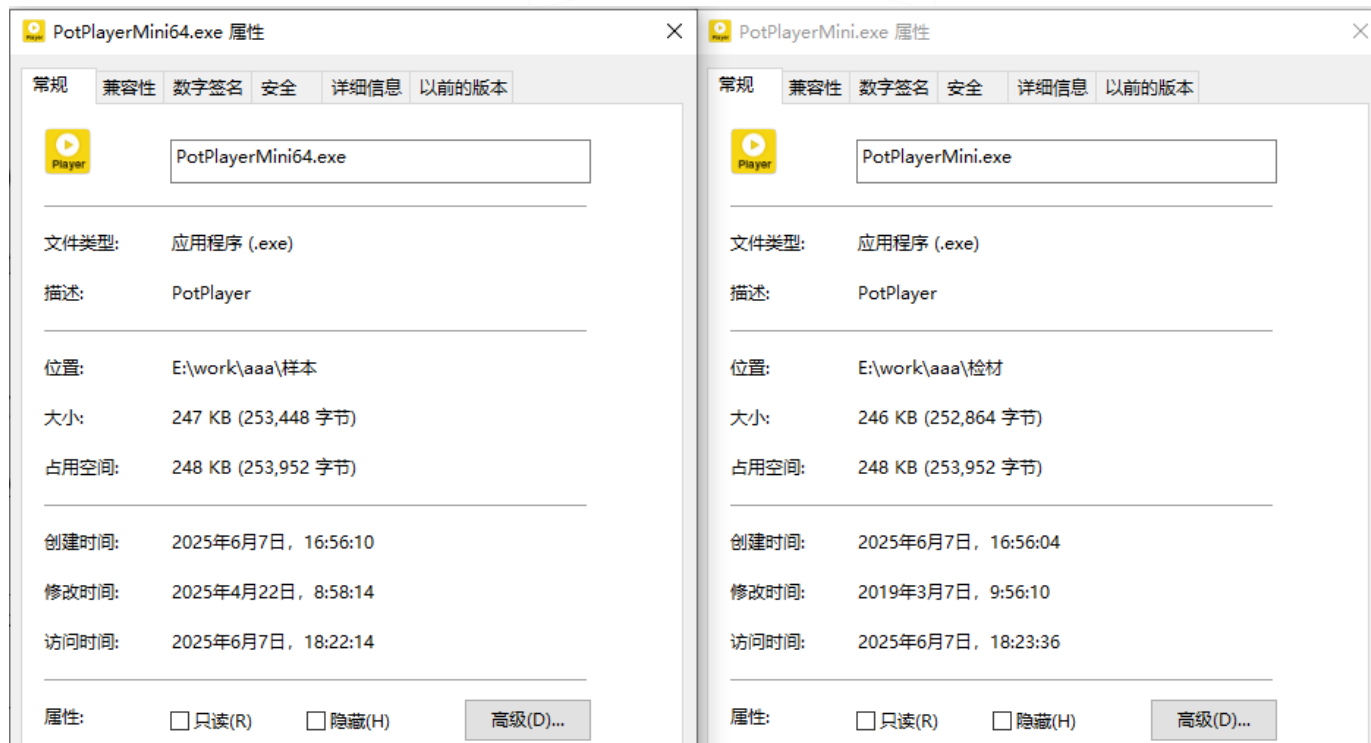 PotPlayerMini64.exe 属性
常规 兼容性 数字签名 安全 详细信息 以前的版本
Player
PotPlayerMini64.exe
文件类型: 应用程序 (.exe)
描述: PotPlayer
位置: E:\work\aaa\样本
大小: 247 KB (253,448 字节)
占用空间: 248 KB (253,952 字节)
创建时间: 2025年6月7日，16:56:10
修改时间: 2025年4月22日，8:58:14
访问时间: 2025年6月7日，18:22:14
属性: 只读(R) 隐藏(H) 高级(D)...
PotPlayerMini.exe 属性
常规 兼容性 数字签名 安全 详细信息 以前的版本
Player
PotPlayerMini.exe
文件类型: 应用程序 (.exe)
描述: PotPlayer
位置: E:\work\aaa\检材
大小: 246 KB (252,864 字节)
占用空间: 248 KB (253,952 字节)
创建时间: 2025年6月7日，16:56:04
修改时间: 2019年3月7日，9:56:10
访问时间: 2025年6月7日，18:23:36
属性: 只读(R) 隐藏(H) 高级(D)...